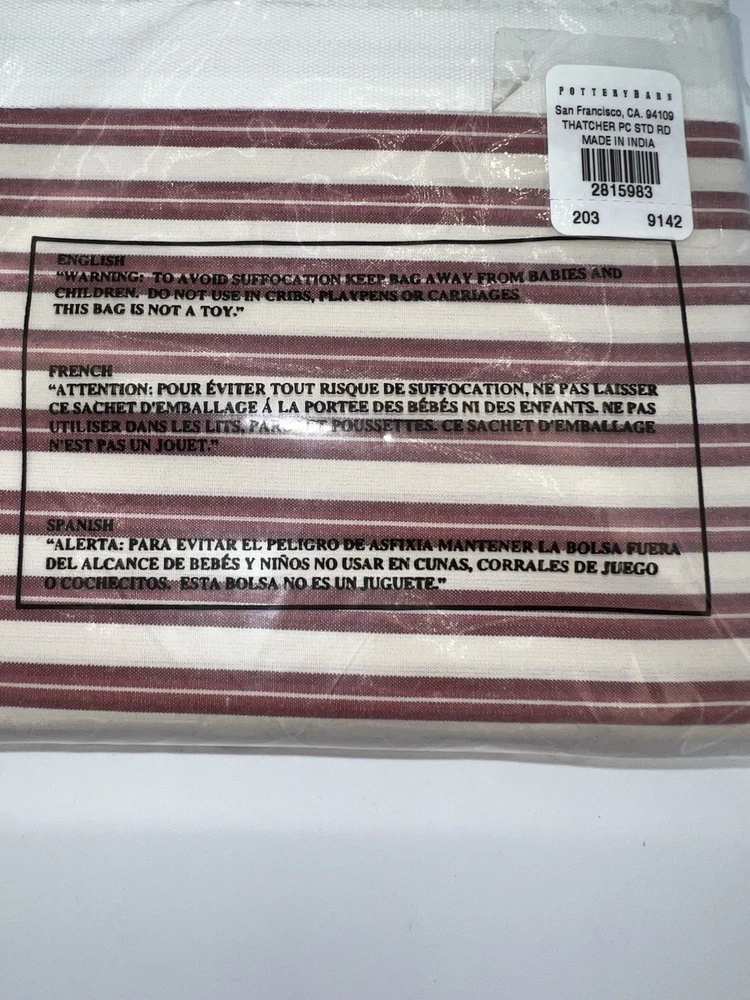 POTTERY BARN
San Francisco, CA. 94109
THATCHER PC STD RD
MADE IN INDIA
2815983
203 9142
ENGLISH
“WARNING: TO AVOID SUFFOCATION KEEP BAG AWAY FROM BABIES AND
CHILDREN. DO NOT USE IN CRIBS, PLAYPENS OR CARRIAGES
THIS BAG IS NOT A TOY.”
FRENCH
“ATTENTION: POUR ÉVITER TOUT RISQUE DE SUFFOCATION, NE PAS LAISSER
CE SACHET D'EMBALLAGE Á LA PORTEE DES BÉBÉS NI DES ENFANTS. NE PAS
UTILISER DANS LES LITS, POUSSETTES. CE SACHET D'EMBALLAGE
N'EST PAS UN JOUET.”
SPANISH
“ALERTA: PARA EVITAR EL PELIGRO DE ASFIXIA MANTENER LA BOLSA FUERA
DEL ALCANCE DE BEBÉS Y NIÑOS NO USAR EN CUNAS, CORRALES DE JUEGO
O COCHECITOS. ESTA BOLSA NO ES UN JUGUETE.”